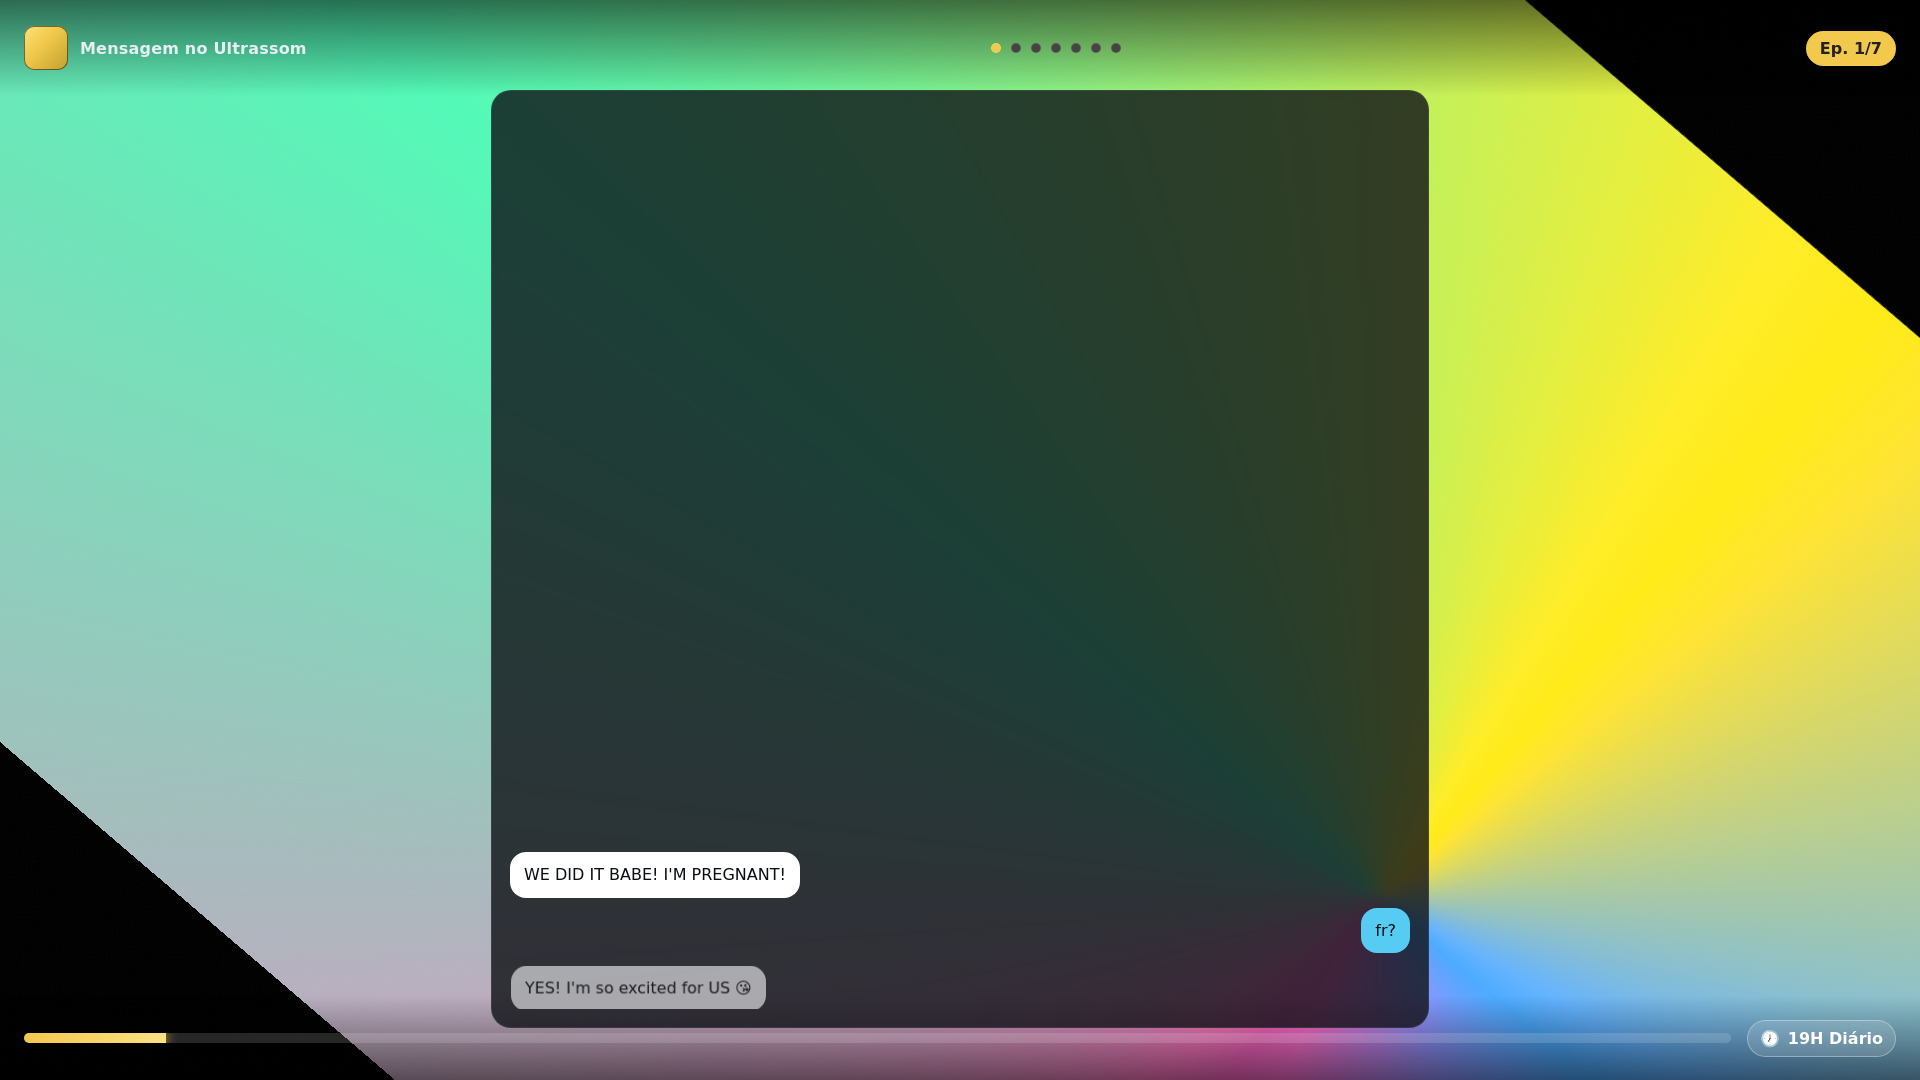 Mensagem no Ultrassom
Ep. 1/7
WE DID IT BABE! I'M PREGNANT!
fr?
YES! I'm so excited for US 😘
19H Diário